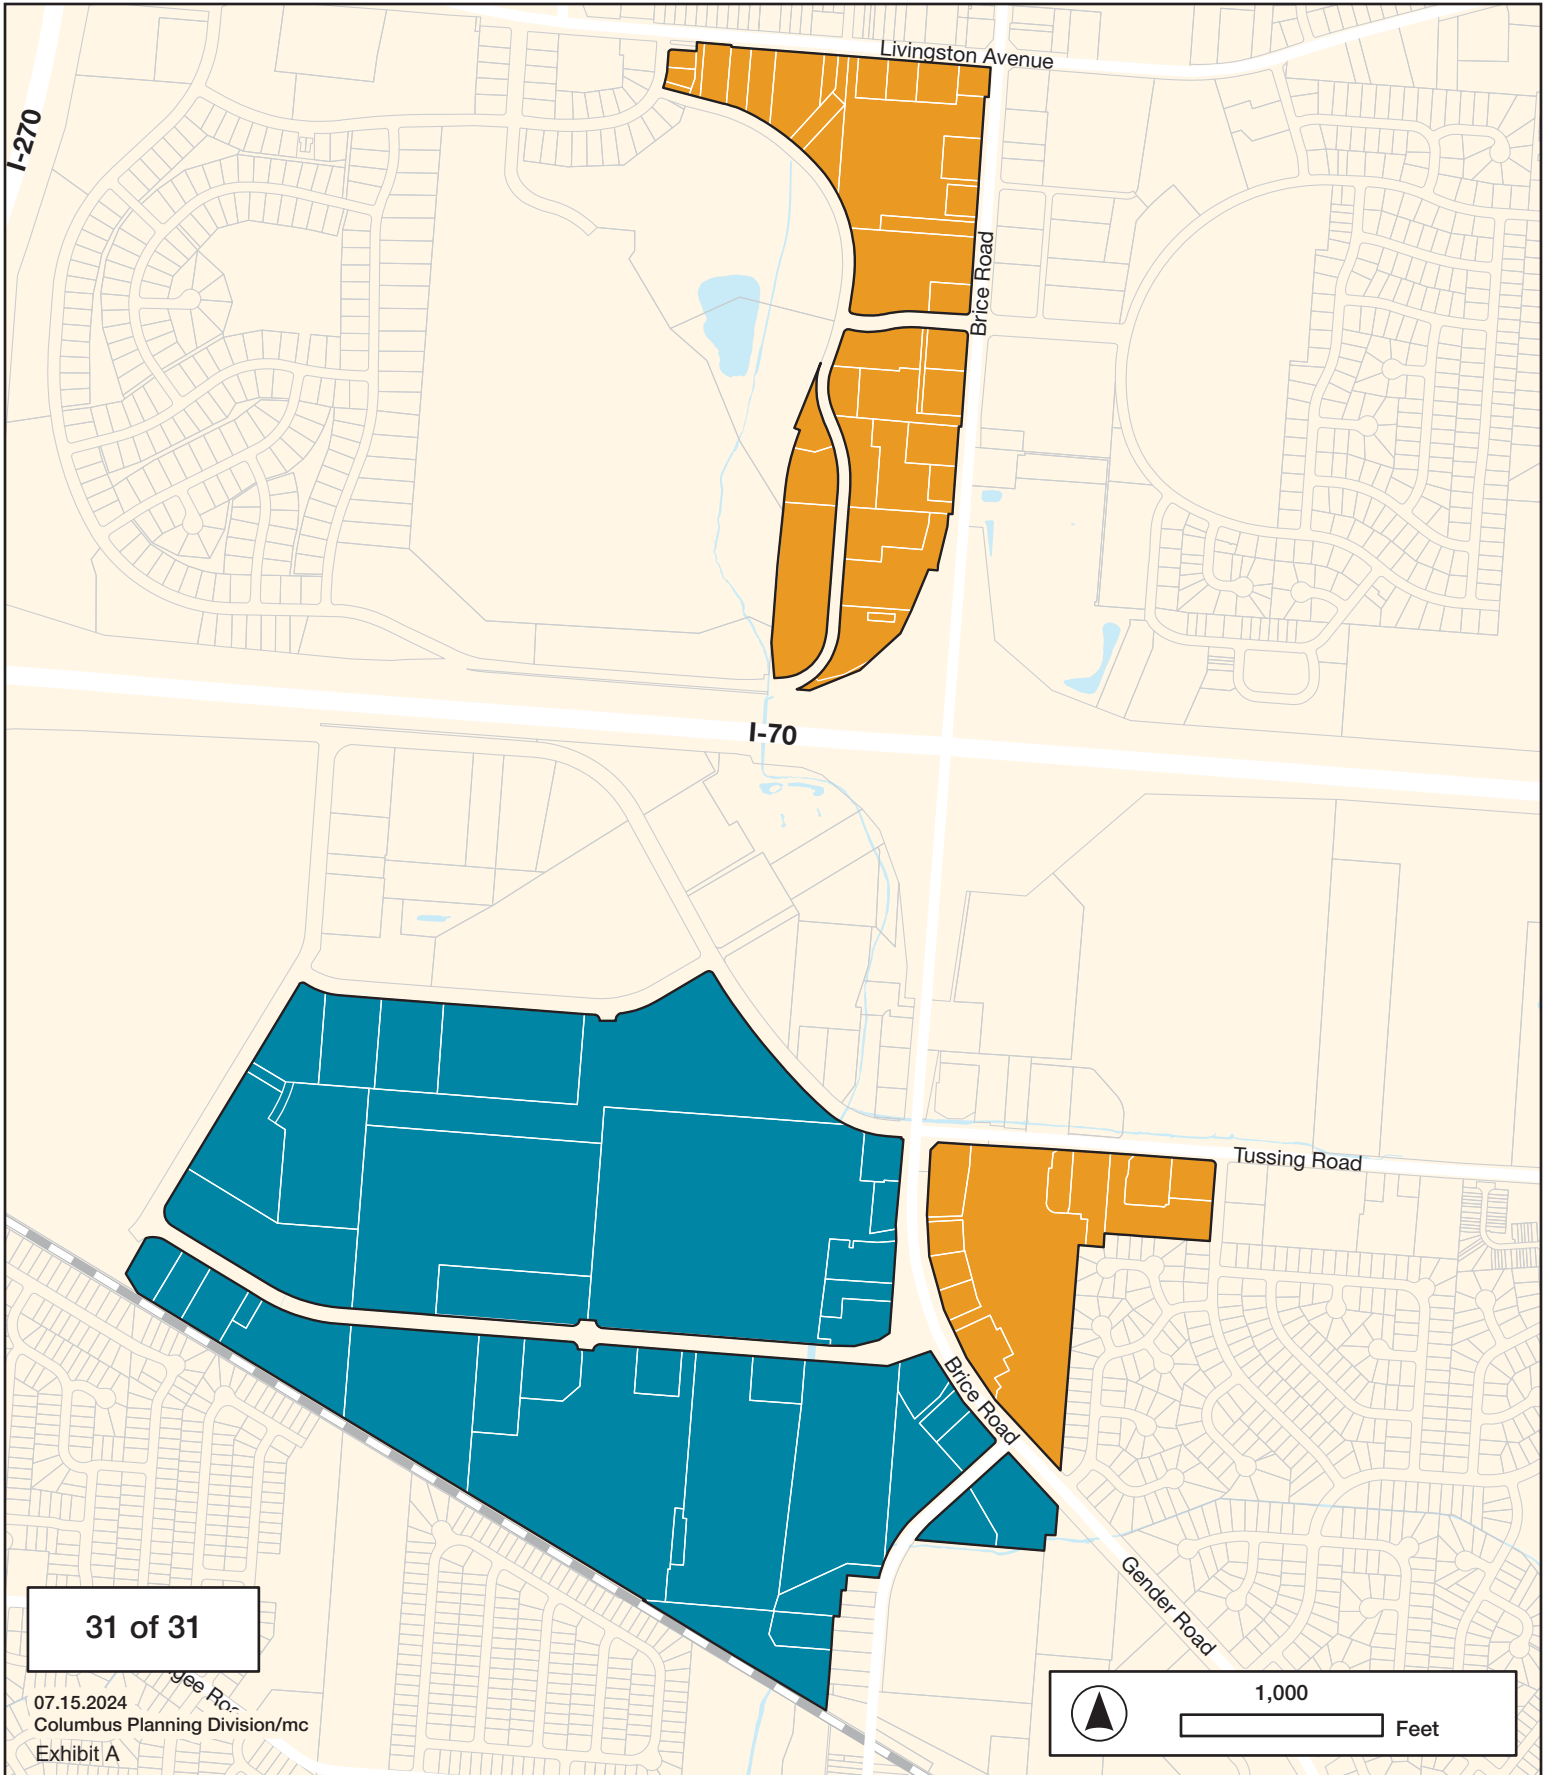 Livingston Avenue
I-270
Brice Road
I-70
Tussing Road
Brice Road
Gender Road
31 of 31
07.15.2024
Columbus Planning Division/mc
Exhibit A
1,000
Feet